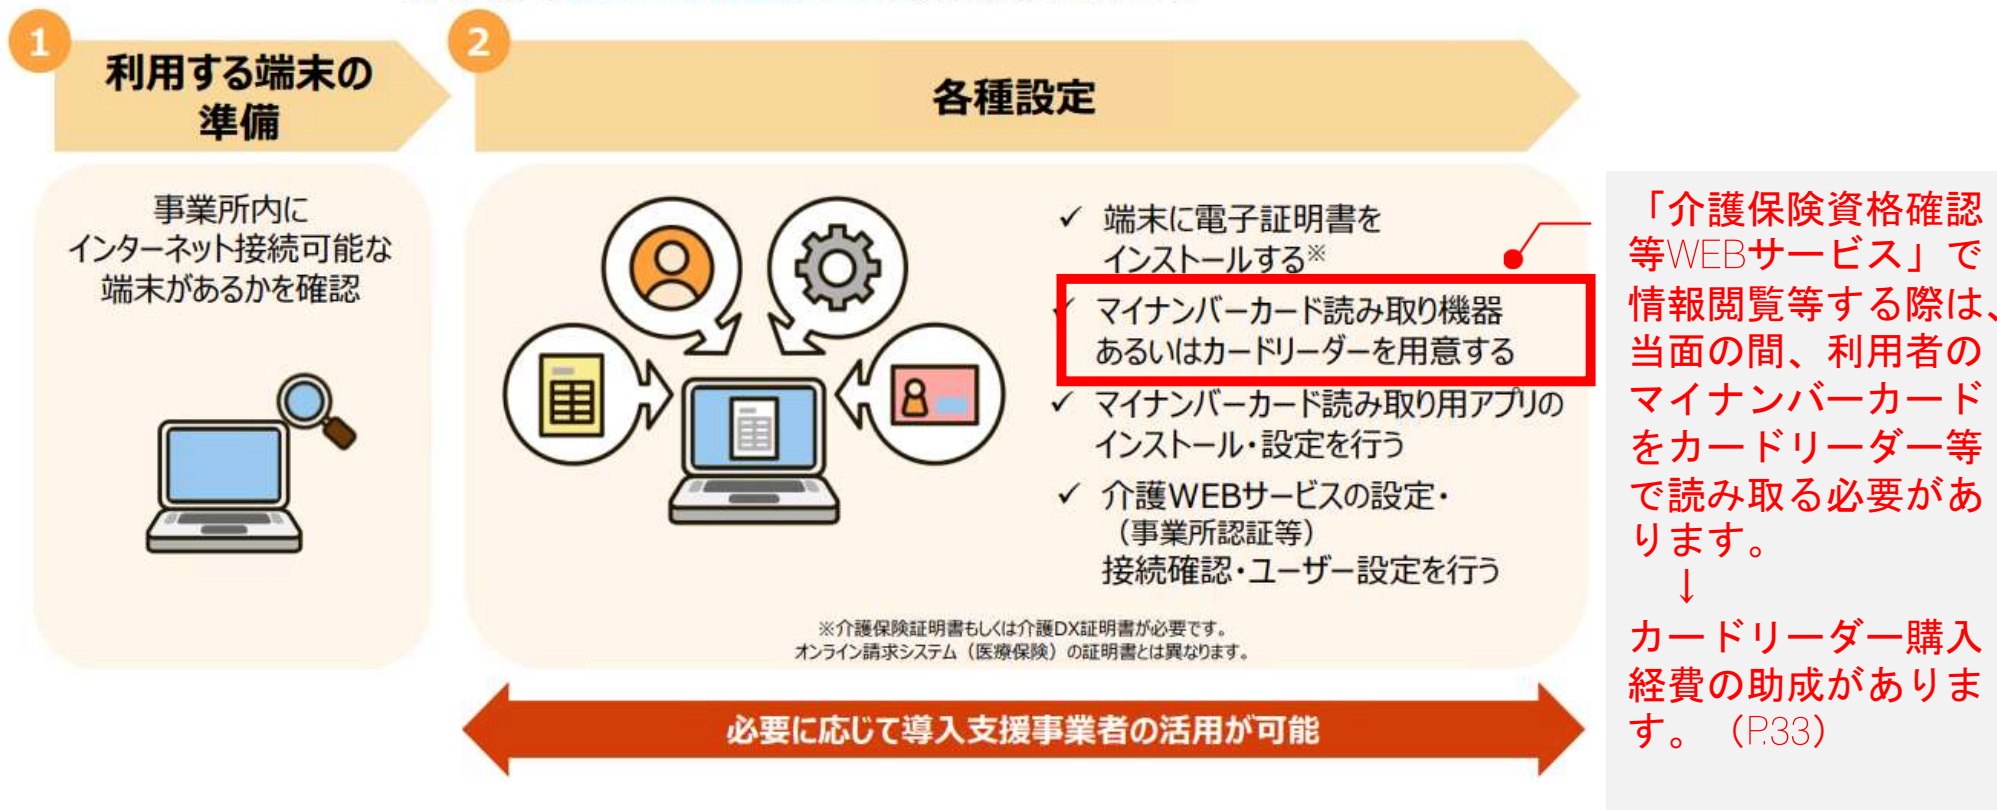 1
利用する端末の
準備
事業所内に
インターネット接続可能な
端末があるかを確認
2
各種設定
✓ 端末に電子証明書を
インストールする※
✓ マイナンバーカード読み取り機器
あるいはカードリーダーを用意する
✓ マイナンバーカード読み取り用アプリの
インストール・設定を行う
✓ 介護WEBサービスの設定・
（事業所認証等）
接続確認・ユーザー設定を行う
※介護保険証明書もしくは介護DX証明書が必要です。
オンライン請求システム（医療保険）の証明書とは異なります。
必要に応じて導入支援事業者の活用が可能
「介護保険資格確認
等WEBサービス」で
情報閲覧等する際は、
当面の間、利用者の
マイナンバーカード
をカードリーダー等
で読み取る必要があ
ります。
↓
カードリーダー購入
経費の助成がありま
す。（P.33）